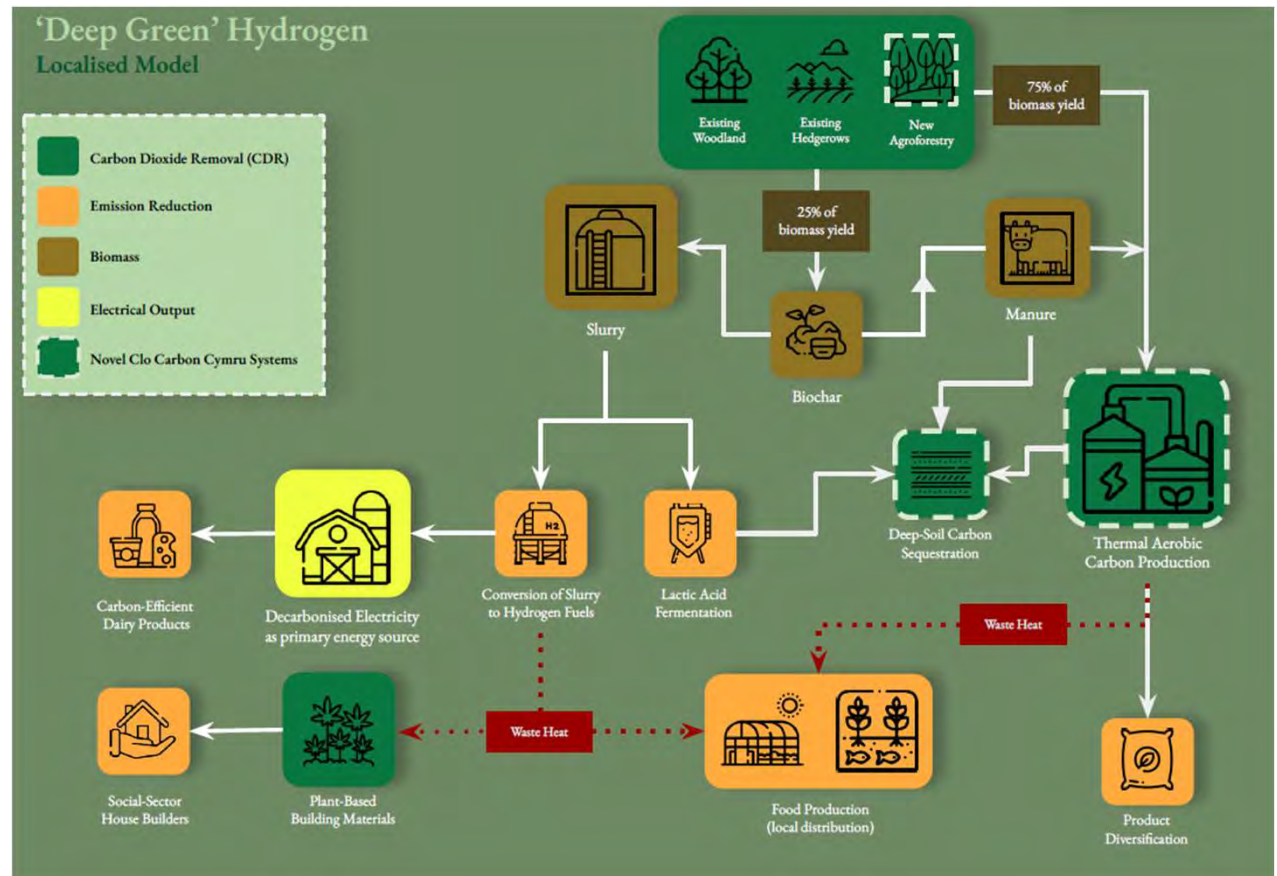 ‘Deep Green’ Hydrogen
Localised Model
Carbon Dioxide Removal (CDR)
Emission Reduction
Biomass
Electrical Output
Novel Clo Carbon Cymru Systems
Existing
Woodland
Existing
Hedgerows
New
Agroforestry
75% of
biomass yield
25% of
biomass yield
Slurry
Biochar
Manure
Carbon-Efficient
Dairy Products
Decarbonised Electricity
as primary energy source
H2
Conversion of Slurry
to Hydrogen Fuels
Lactic Acid
Fermentation
Deep-Soil Carbon
Sequestration
Thermal Aerobic
Carbon Production
Waste Heat
Waste Heat
Social-Sector
House Builders
Plant-Based
Building Materials
Food Production
(local distribution)
Product
Diversification